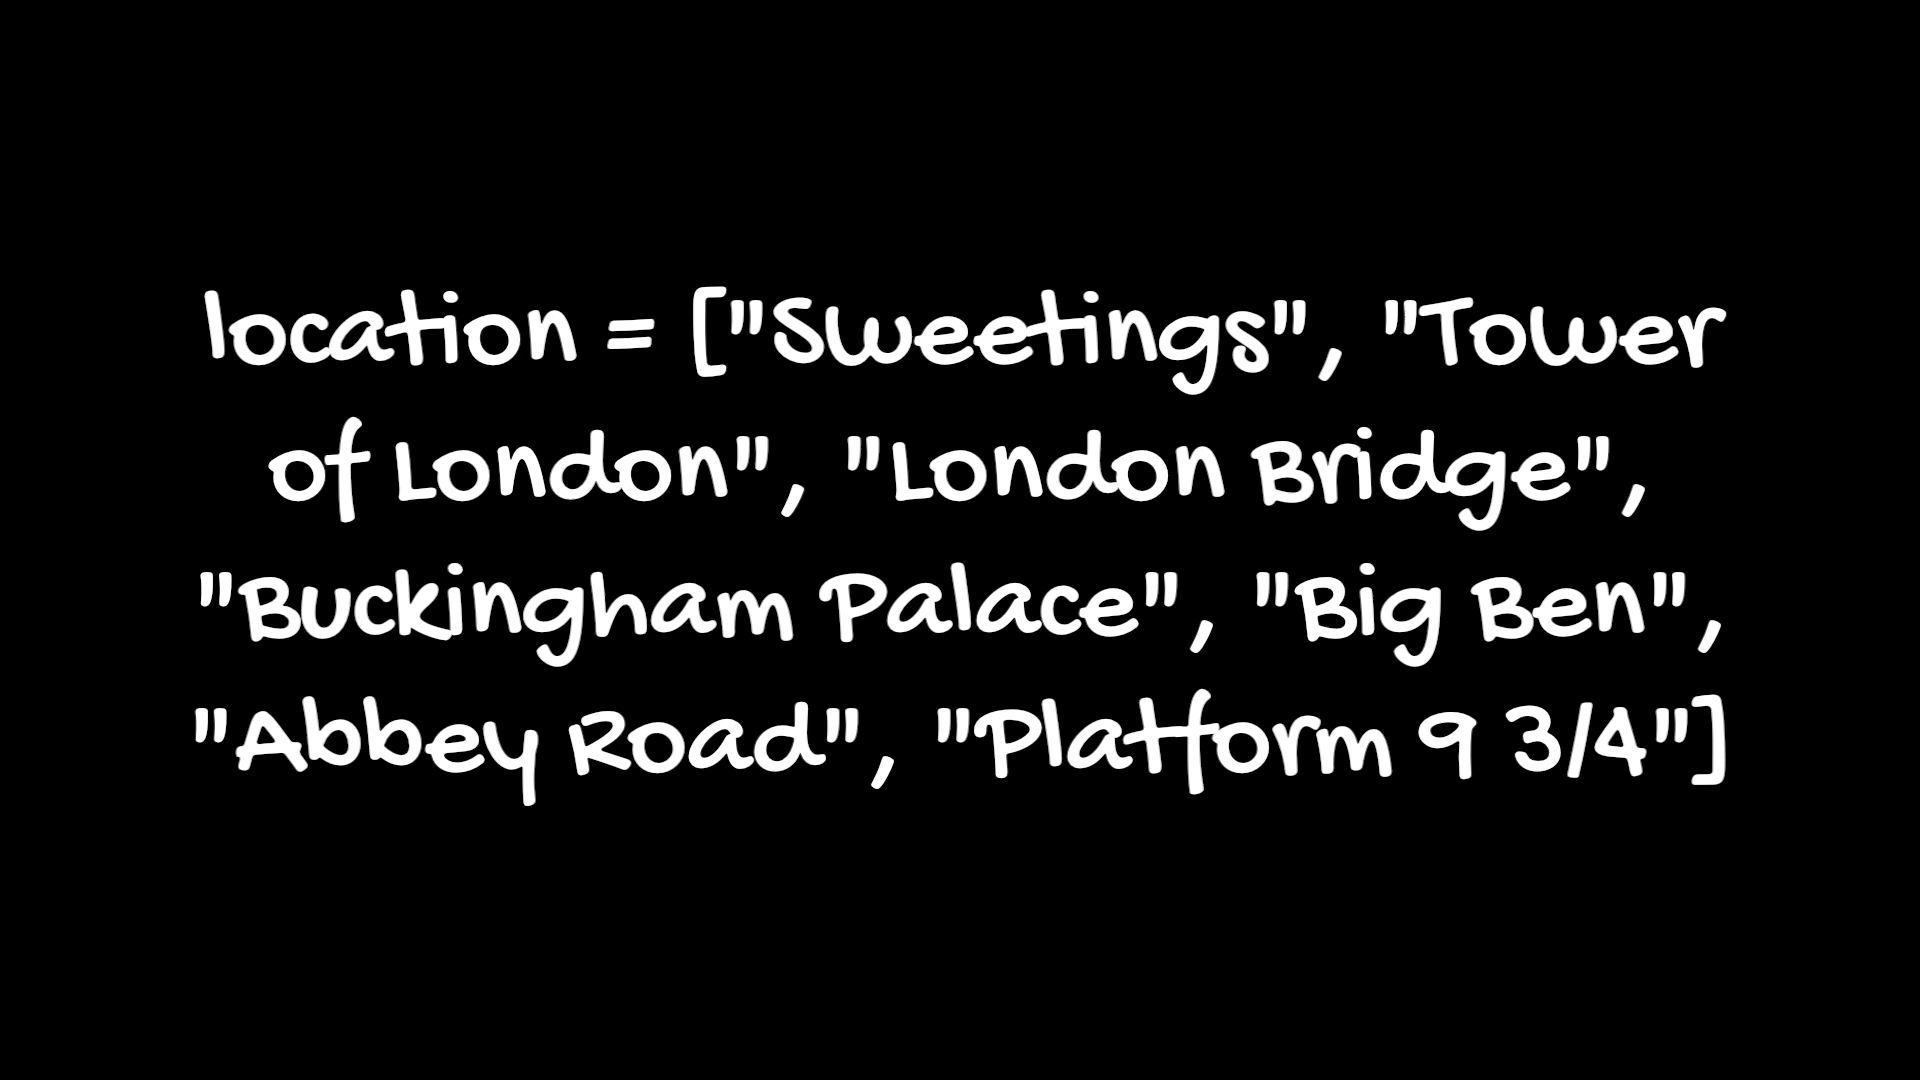 location = ["Sweetings", "Tower
of London", "London Bridge",
"Buckingham Palace", "Big Ben",
"Abbey Road", "Platform 9 3/4"]